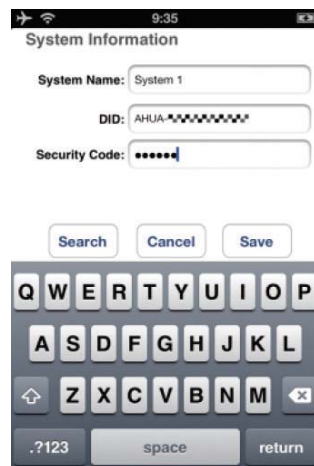 9:35
System Information
System Name: System 1
DID: AHUA-
Security Code: ••••••
Search Cancel Save
Q W E R T Y U I O P
A S D F G H J K L
Z X C V B N M
.?123 space return